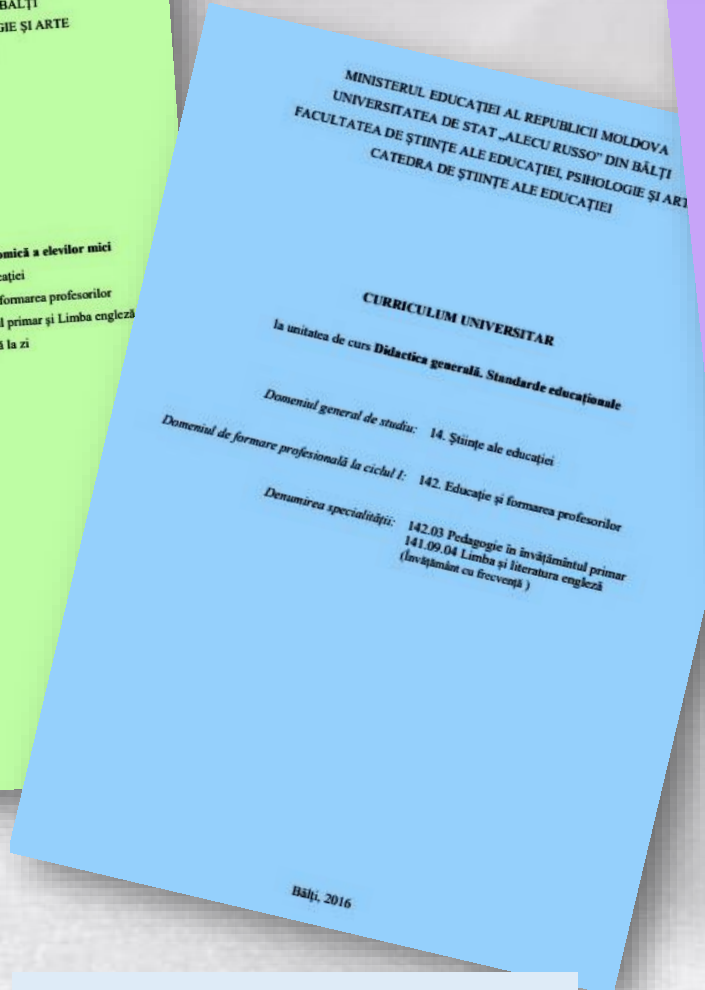 BĂLȚI
GIE ȘI ARTE
omică a elevilor mici
cației
formarea profesorilor
l primar și Limba engleză
ă la zi
MINISTERUL EDUCAȚIEI AL REPUBLICII MOLDOVA
UNIVERSITATEA DE STAT „ALECU RUSSO” DIN BĂLȚI
FACULTATEA DE ȘTIINȚE ALE EDUCAȚIEI, PSIHOLOGIE ȘI ART
CATEDRA DE ȘTIINȚE ALE EDUCAȚIEI
CURRICULUM UNIVERSITAR
la unitatea de curs Didactica generală. Standarde educaționale
Domeniul general de studiu: 14. Științe ale educației
Domeniul de formare profesională la ciclul I: 142. Educație și formarea profesorilor
Denumirea specialității: 142.03 Pedagogie în învățămîntul primar
141.09.04 Limba și literatura engleză
(Învățământ cu frecvență )
Bălți, 2016